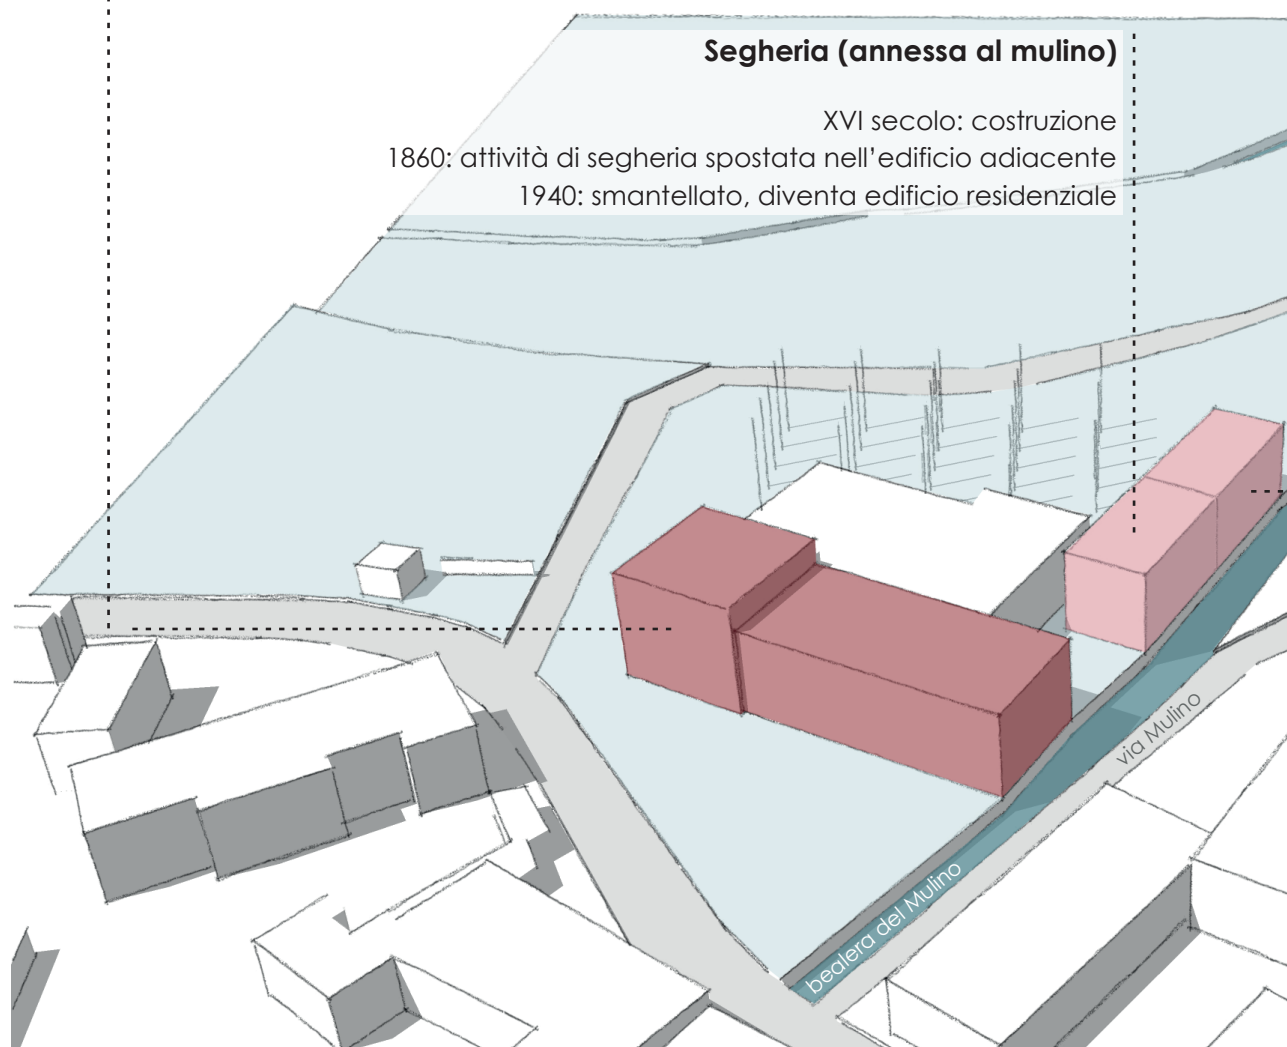 Segheria (annessa al mulino)
XVI secolo: costruzione
1860: attività di segheria spostata nell'edificio adiacente
1940: smantellato, diventa edificio residenziale
via Mulino
bealera del Mulino